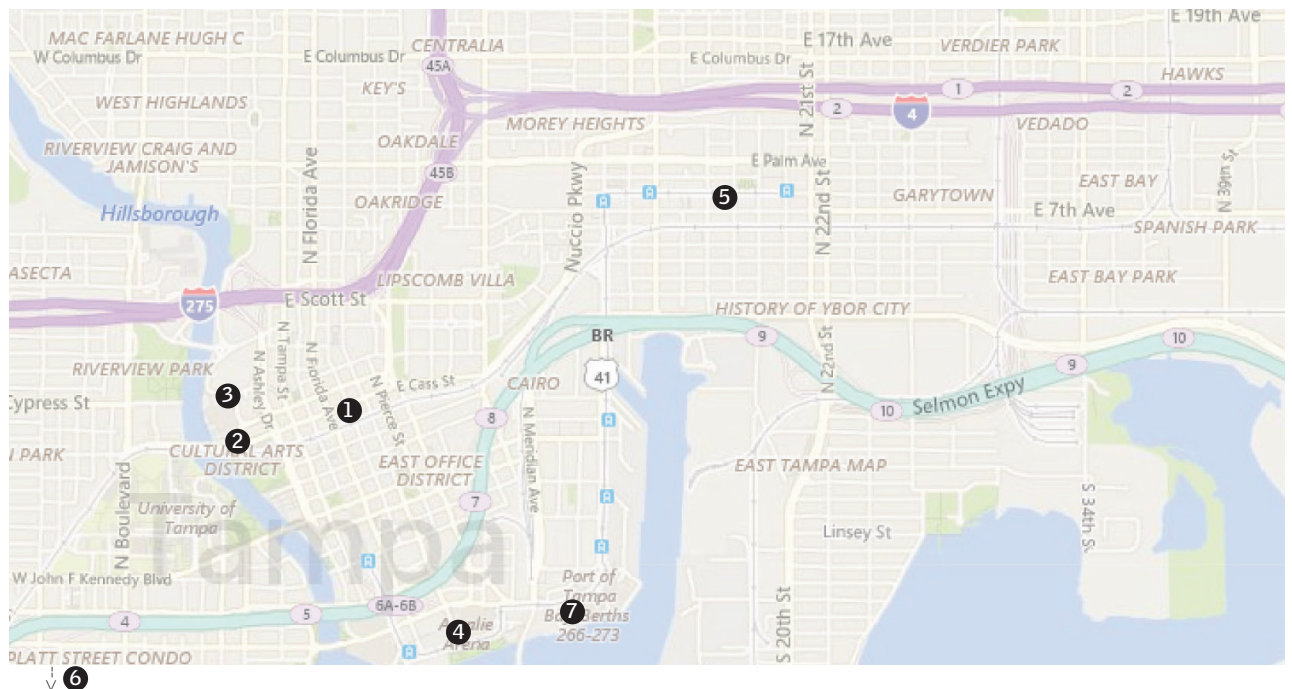 E 19th Ave
MAC FARLANE HUGH C
W Columbus Dr
E Columbus Dr
CENTRALIA
45A
E 17th Ave
E Columbus Dr
VERDIER PARK
HAWKS
KEY'S
WEST HIGHLANDS
1
2
2
4
N 21st St
MOREY HEIGHTS
VEDADO
OAKDALE
RIVERVIEW CRAIG AND
JAMISON'S
45B
E Palm Ave
N Florida Ave
Nuccio Pkwy
N 22nd St
GARYTOWN
EAST BAY
N 39th St
5
OAKRIDGE
Hillsborough
E 7th Ave
SPANISH PARK
ASECTA
LIPSCOMB VILLA
EAST BAY PARK
275
E Scott St
HISTORY OF YBOR CITY
BR
41
9
10
9
10
N Tampa St
N Ashley Dr
N Florida Ave
N Pierce St
RIVERVIEW PARK
E Cass St
CAIRO
N 22nd St
Selmon Expy
3
Cypress St
1
8
2
CULTURAL ARTS
DISTRICT
N PARK
EAST OFFICE
DISTRICT
N Meridian Ave
EAST TAMPA MAP
N Boulevard
7
S 34th St
University of
Tampa
Tampa
Linsey St
W John F Kennedy Blvd
Port of
Tampa
Berths
266-273
7
6A-6B
5
4
4
Arena
S 20th St
PLATT STREET CONDO
6